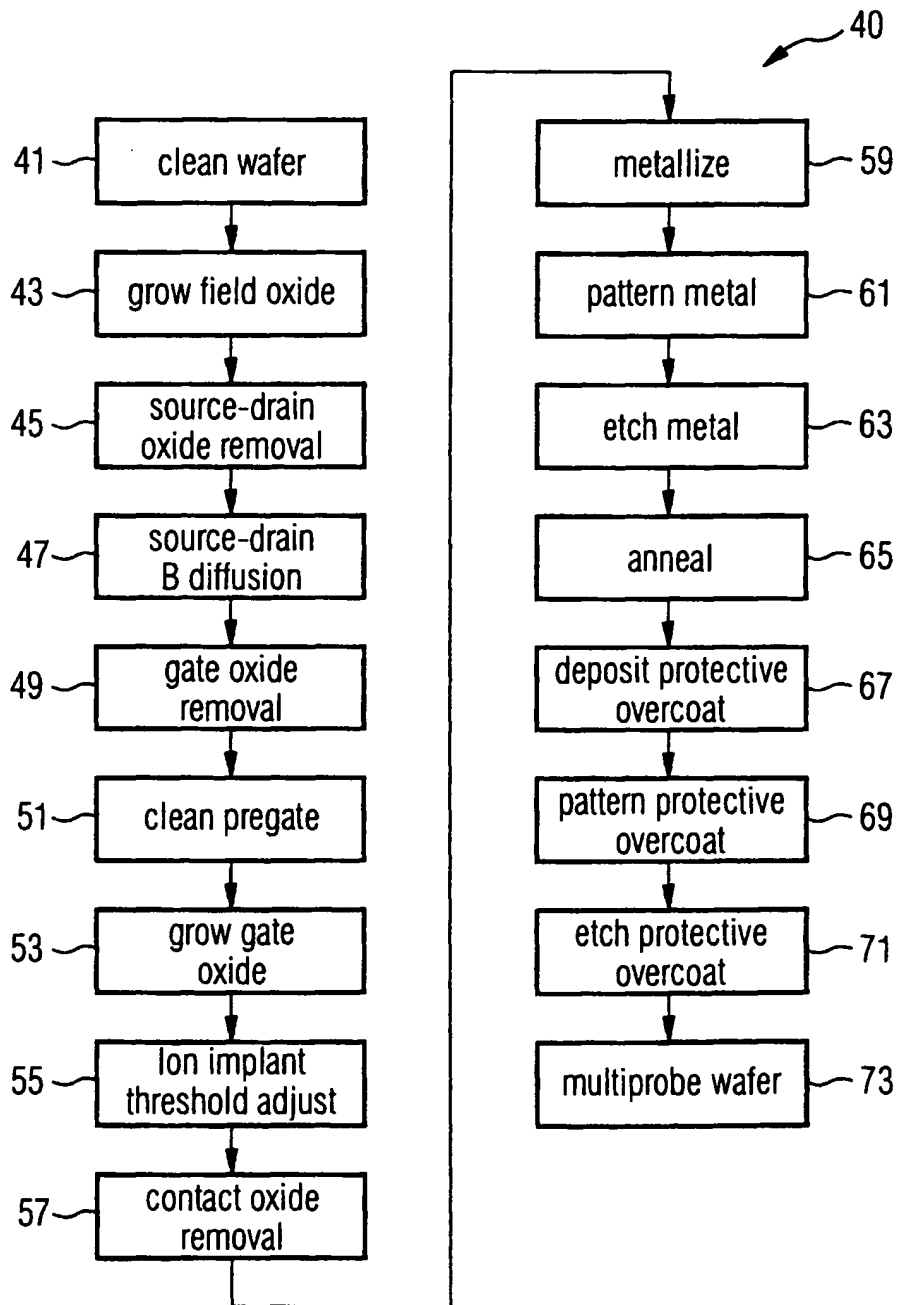 40
41
clean wafer
43
grow field oxide
45
source-drain
oxide removal
47
source-drain
B diffusion
49
gate oxide
removal
51
clean pregate
53
grow gate
oxide
55
Ion implant
threshold adjust
57
contact oxide
removal
metallize
59
pattern metal
61
etch metal
63
anneal
65
deposit protective
overcoat
67
pattern protective
overcoat
69
etch protective
overcoat
71
multiprobe wafer
73